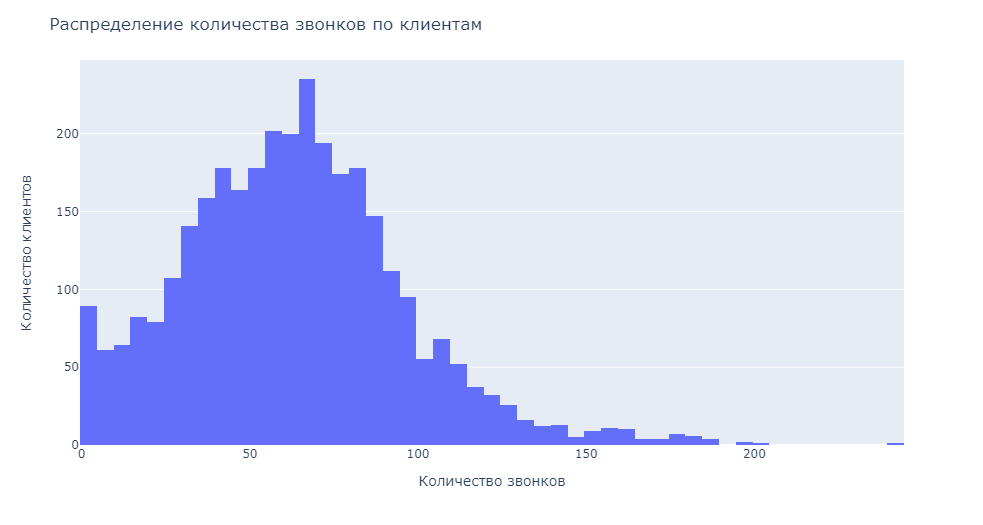 Распределение количества звонков по клиентам
Количество клиентов
200
150
100
50
0
0 50 100 150 200
Количество звонков